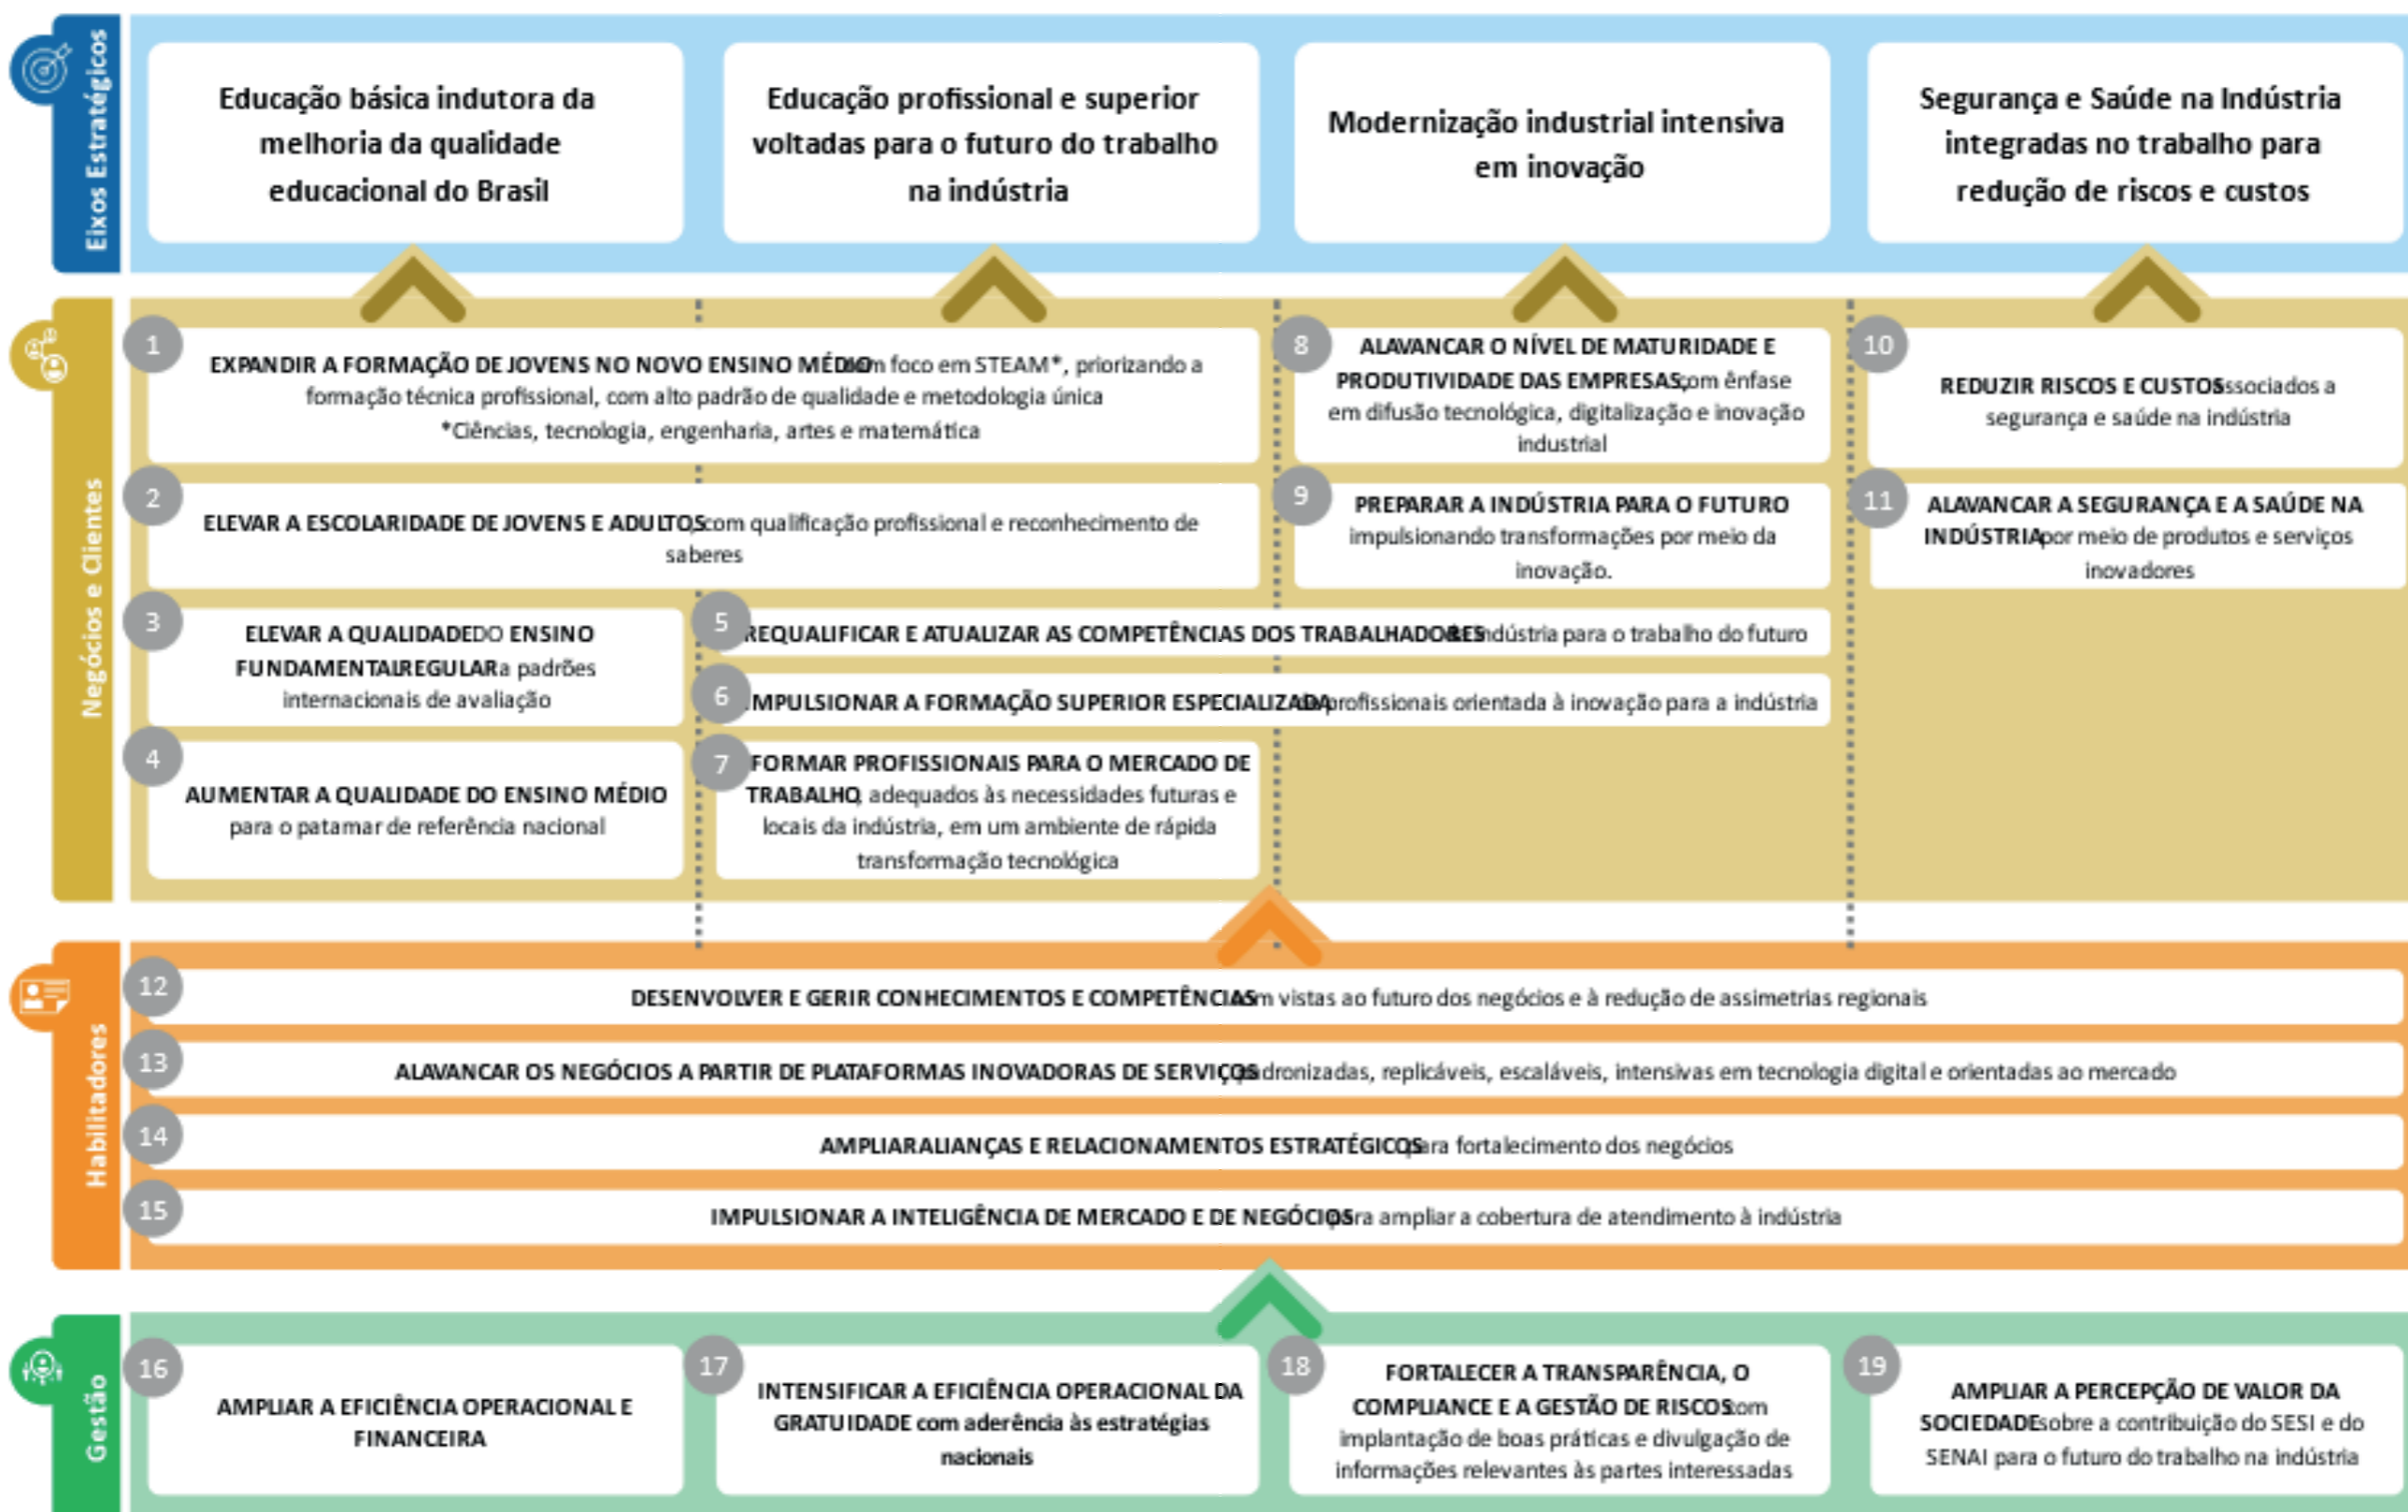 Eixos Estratégicos
Educação básica indutora da
melhoria da qualidade
educacional do Brasil
Educação profissional e superior
voltadas para o futuro do trabalho
na indústria
Modernização industrial intensiva
em inovação
Segurança e Saúde na Indústria
integradas no trabalho para
redução de riscos e custos
Negócios e Clientes
1
EXPANDIR A FORMAÇÃO DE JOVENS NO NOVO ENSINO MÉDIO com foco em STEAM*, priorizando a
formação técnica profissional, com alto padrão de qualidade e metodologia única
*Ciências, tecnologia, engenharia, artes e matemática
2
ELEVAR A ESCOLARIDADE DE JOVENS E ADULTOS, com qualificação profissional e reconhecimento de
saberes
3
ELEVAR A QUALIDADE DO ENSINO
FUNDAMENTAL REGULAR a padrões
internacionais de avaliação
4
AUMENTAR A QUALIDADE DO ENSINO MÉDIO
para o patamar de referência nacional
5
REQUALIFICAR E ATUALIZAR AS COMPETÊNCIAS DOS TRABALHADORES indústria para o trabalho do futuro
6
IMPULSIONAR A FORMAÇÃO SUPERIOR ESPECIALIZADA de profissionais orientada à inovação para a indústria
7
FORMAR PROFISSIONAIS PARA O MERCADO DE
TRABALHO, adequados às necessidades futuras e
locais da indústria, em um ambiente de rápida
transformação tecnológica
8
ALAVANCAR O NÍVEL DE MATURIDADE E
PRODUTIVIDADE DAS EMPRESAS, com ênfase
em difusão tecnológica, digitalização e inovação
industrial
9
PREPARAR A INDÚSTRIA PARA O FUTURO
impulsionando transformações por meio da
inovação.
10
REDUZIR RISCOS E CUSTOS associados a
segurança e saúde na indústria
11
ALAVANCAR A SEGURANÇA E A SAÚDE NA
INDÚSTRIA por meio de produtos e serviços
inovadores
Habilitadores
12
DESENVOLVER E GERIR CONHECIMENTOS E COMPETÊNCIAS com vistas ao futuro dos negócios e à redução de assimetrias regionais
13
ALAVANCAR OS NEGÓCIOS A PARTIR DE PLATAFORMAS INOVADORAS DE SERVIÇOS padronizadas, replicáveis, escaláveis, intensivas em tecnologia digital e orientadas ao mercado
14
AMPLIAR ALIANÇAS E RELACIONAMENTOS ESTRATÉGICOS para fortalecimento dos negócios
15
IMPULSIONAR A INTELIGÊNCIA DE MERCADO E DE NEGÓCIOS para ampliar a cobertura de atendimento à indústria
Gestão
16
AMPLIAR A EFICIÊNCIA OPERACIONAL E
FINANCEIRA
17
INTENSIFICAR A EFICIÊNCIA OPERACIONAL DA
GRATUIDADE com aderência às estratégias
nacionais
18
FORTALECER A TRANSPARÊNCIA, O
COMPLIANCE E A GESTÃO DE RISCOS com
implantação de boas práticas e divulgação de
informações relevantes às partes interessadas
19
AMPLIAR A PERCEPÇÃO DE VALOR DA
SOCIEDADE sobre a contribuição do SESI e do
SENAI para o futuro do trabalho na indústria